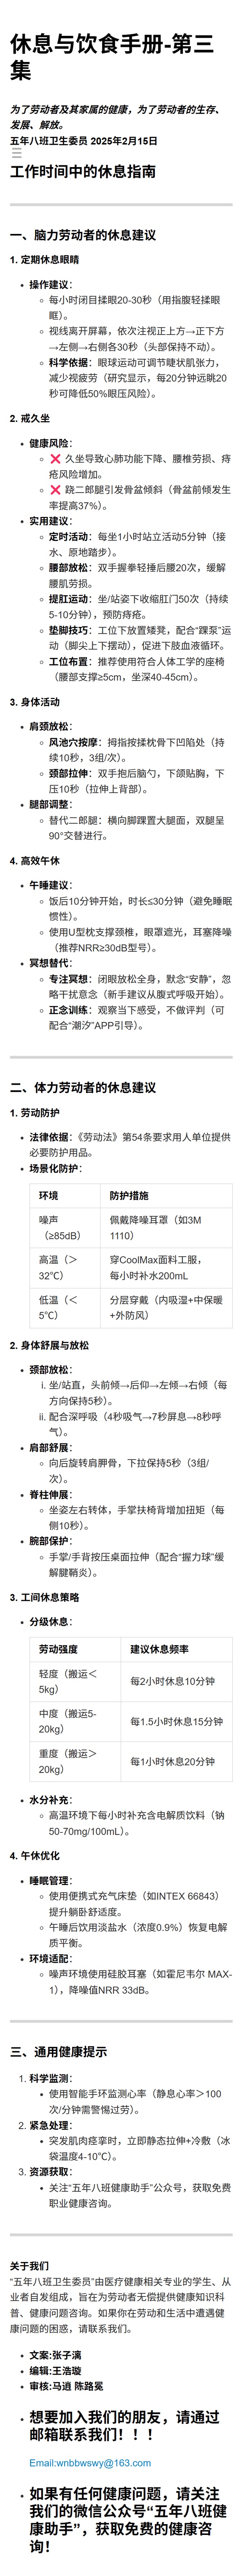 休息与饮食手册-第三
集
为了劳动者及其家属的健康，为了劳动者的生存、
发展、解放。
五年八班卫生委员 2025年2月15日
工作时间中的休息指南
一、脑力劳动者的休息建议
1. 定期休息眼睛
• 操作建议：
○ 每小时闭目揉眼20-30秒（用指腹轻揉眼
眶）。
○ 视线离开屏幕，依次注视正上方→正下方
→左侧→右侧各30秒（头部保持不动）。
○ 科学依据：眼球运动可调节睫状肌张力，
减少视疲劳（研究显示，每20分钟远眺20
秒可降低50%眼压风险）。
2. 戒久坐
• 健康风险：
○ ❌ 久坐导致心肺功能下降、腰椎劳损、痔
疮风险增加。
○ ❌ 跷二郎腿引发骨盆倾斜（骨盆前倾发生
率提高37%）。
• 实用建议：
○ 定时活动：每坐1小时站立活动5分钟（接
水、原地踏步）。
○ 腰部放松：双手握拳轻捶后腰20次，缓解
腰肌劳损。
○ 提肛运动：坐/站姿下收缩肛门50次（持续
5-10分钟），预防痔疮。
○ 垫脚技巧：工位下放置矮凳，配合“踝泵”运
动（脚尖上下摆动），促进下肢血液循环。
○ 工位布置：推荐使用符合人体工学的座椅
（腰部支撑≥5cm，坐深40-45cm）。
3. 身体活动
• 肩颈放松：
○ 风池穴按摩：拇指按揉枕骨下凹陷处（持
续10秒，3组/次）。
○ 颈部拉伸：双手抱后脑勺，下颌贴胸，下
压10秒（拉伸上背部）。
• 腿部调整：
○ 替代二郎腿：横向脚踝置大腿面，双腿呈
90°交替进行。
4. 高效午休
• 午睡建议：
○ 饭后10分钟开始，时长≤30分钟（避免睡眠
惯性）。
○ 使用U型枕支撑颈椎，眼罩遮光，耳塞降噪
（推荐NRR≥30dB型号）。
• 冥想替代：
○ 专注冥想：闭眼放松全身，默念“安静”，忽
略干扰意念（新手建议从腹式呼吸开始）。
○ 正念训练：观察当下感受，不做评判（可
配合“潮汐”APP引导）。
二、体力劳动者的休息建议
1. 劳动防护
• 法律依据：《劳动法》第54条要求用人单位提供
必要防护用品。
• 场景化防护：
环境 防护措施
噪声
（≥85dB）
佩戴降噪耳罩（如3M
1110）
高温（＞
32℃）
穿CoolMax面料工服，
每小时补水200mL
低温（＜
5℃）
分层穿戴（内吸湿+中保暖
+外防风）
2. 身体舒展与放松
• 颈部放松：
i. 坐/站直，头前倾→后仰→左倾→右倾（每
方向保持5秒）。
ii. 配合深呼吸（4秒吸气→7秒屏息→8秒呼
气）。
• 肩部舒展：
○ 向后旋转肩胛骨，下拉保持5秒（3组/
次）。
• 脊柱伸展：
○ 坐姿左右转体，手掌扶椅背增加扭矩（每
侧10秒）。
• 腕部保护：
○ 手掌/手背按压桌面拉伸（配合“握力球”缓
解腱鞘炎）。
3. 工间休息策略
• 分级休息：
劳动强度 建议休息频率
轻度（搬运＜
5kg）
每2小时休息10分钟
中度（搬运5-
20kg）
每1.5小时休息15分钟
重度（搬运＞
20kg）
每1小时休息20分钟
• 水分补充：
○ 高温环境下每小时补充含电解质饮料（钠
50-70mg/100mL）。
4. 午休优化
• 睡眠管理：
○ 使用便携式充气床垫（如INTEX 66843）
提升躺卧舒适度。
○ 午睡后饮用淡盐水（浓度0.9%）恢复电解
质平衡。
• 环境适配：
○ 噪声环境使用硅胶耳塞（如霍尼韦尔 MAX-
1），降噪值NRR 33dB。
三、通用健康提示
1. 科学监测：
• 使用智能手环监测心率（静息心率＞100
次/分钟需警惕过劳）。
2. 紧急处理：
• 突发肌肉痉挛时，立即静态拉伸+冷敷（冰
袋温度4-10℃）。
3. 资源获取：
• 关注“五年八班健康助手”公众号，获取免费
职业健康咨询。
关于我们
“五年八班卫生委员”由医疗健康相关专业的学生、从
业者自发组成，旨在为劳动者无偿提供健康知识科
普、健康问题咨询。如果你在劳动和生活中遭遇健
康问题的困惑，请联系我们。
• 文案:张子漓
• 编辑:王浩璇
• 审核:马逍 陈路冕
• 想要加入我们的朋友，请通过
邮箱联系我们！！！
Email:wnbbwswy@163.com
• 如果有任何健康问题，请关注
我们的微信公众号“五年八班健
康助手”，获取免费的健康咨
询！